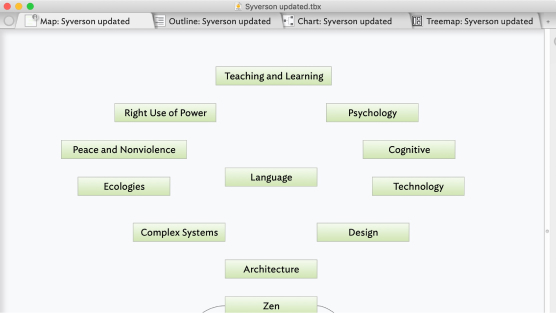 Syverson updated.tbx
Map: Syverson updated
Outline: Syverson updated
Chart: Syverson updated
Treemap: Syverson updated
Teaching and Learning
Right Use of Power
Psychology
Peace and Nonviolence
Cognitive
Language
Ecologies
Technology
Complex Systems
Design
Architecture
Zen